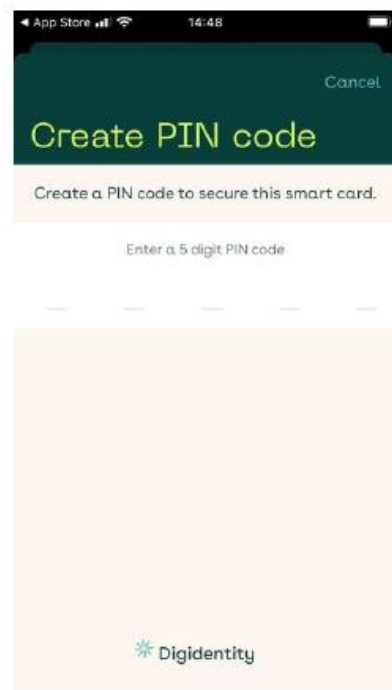 ◀ App Store 14:48
Cancel
Create PIN code
Create a PIN code to secure this smart card.
Enter a 5 digit PIN code
Digidentity